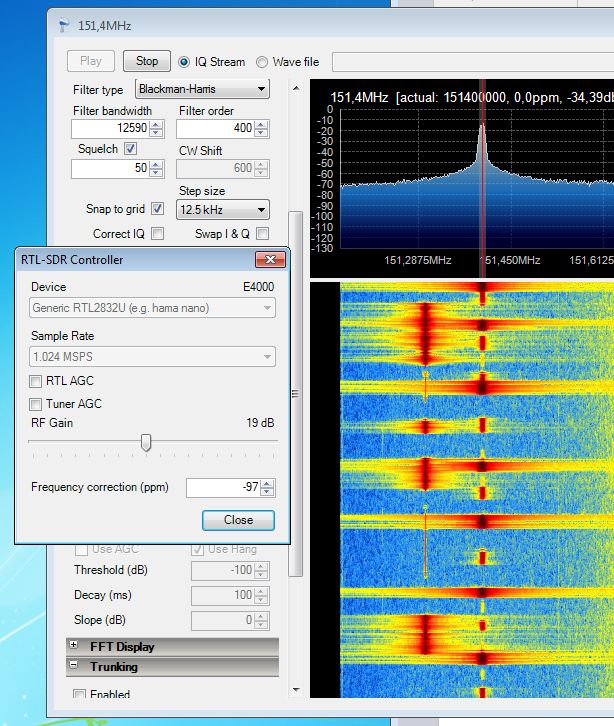 151,4MHz
Play
Stop
IQ Stream
Wave file
Filter type
Blackman-Harris
Filter bandwidth
Filter order
12590
400
Squelch
CW Shift
50
600
Step size
Snap to grid
12.5 kHz
Correct IQ
Swap I & Q
151,4MHz [actual: 151400000, 0,0ppm, -34,39db
0
-10
-20
-30
-40
-50
-60
-70
-80
-90
-100
-110
-120
-130
151,2875MHz
151,450MHz
151,6125
RTL-SDR Controller
Device
E4000
Generic RTL2832U (e.g. hama nano)
Sample Rate
1.024 MSPS
RTL AGC
Tuner AGC
RF Gain
19 dB
Frequency correction (ppm)
-97
Close
Use AGC
Use Hang
Threshold (dB)
-100
Decay (ms)
100
Slope (dB)
0
FFT Display
Trunking
Enabled